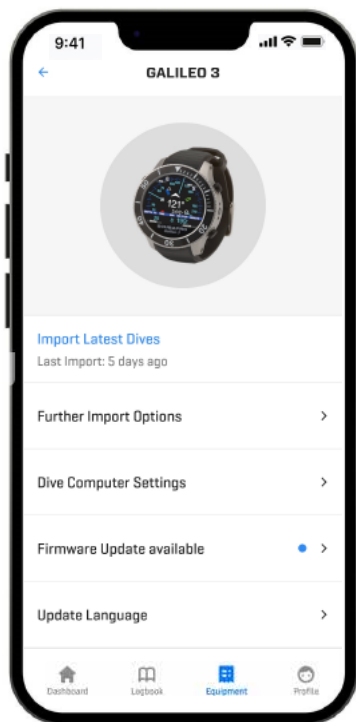 9:41
GALILEO 3
121°
Import Latest Dives
Last Import: 5 days ago
Further Import Options
Dive Computer Settings
Firmware Update available
Update Language
Dashboard
Logbook
Equipment
Profile